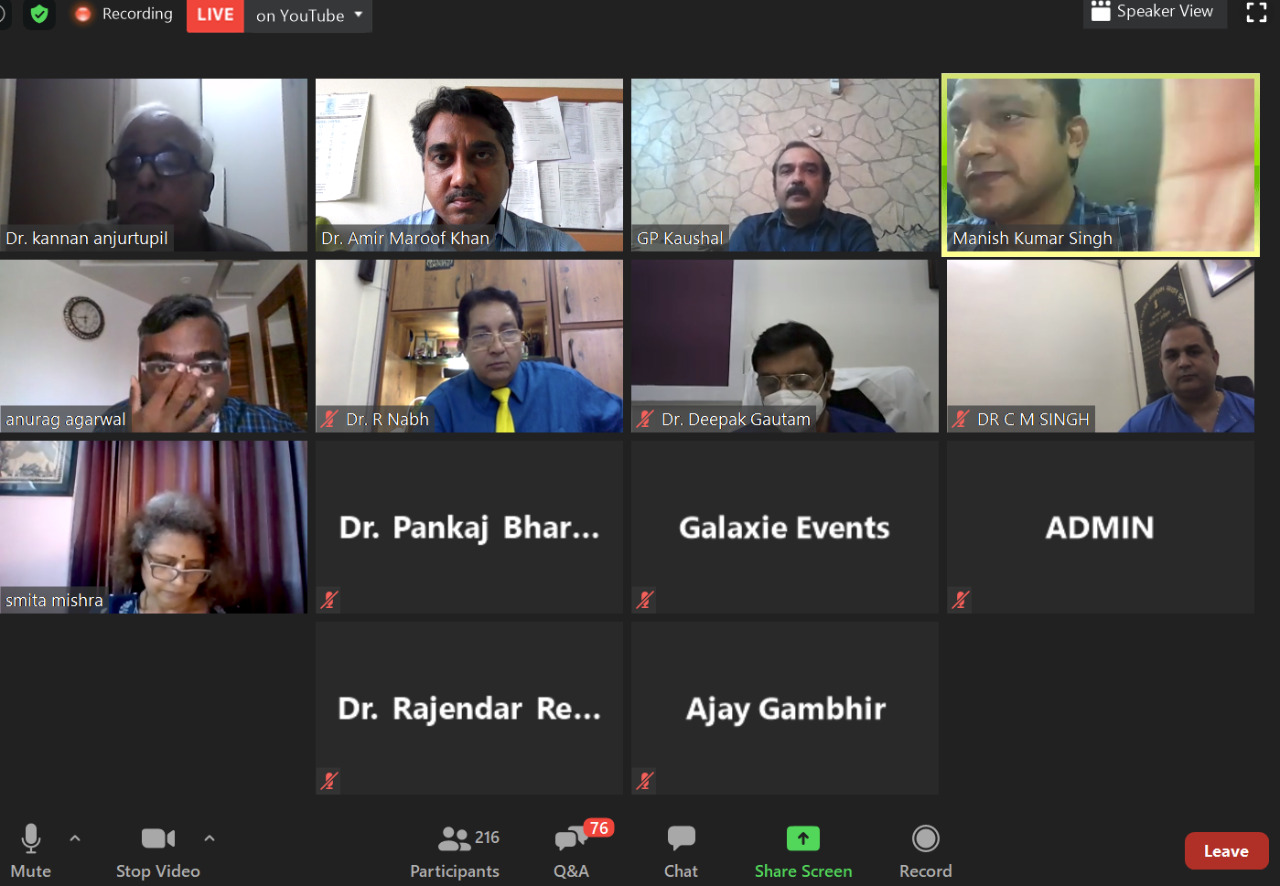 Recording
LIVE
on YouTube
Speaker View
Dr. kannan anjurtupil
Dr. Amir Maroof Khan
GP Kaushal
Manish Kumar Singh
anurag agarwal
Dr. R Nabh
Dr. Deepak Gautam
DR C M SINGH
smita mishra
Dr. Pankaj Bhar...
Galaxie Events
ADMIN
Dr. Rajendar Re...
Ajay Gambhir
Mute
Stop Video
216
Participants
76
Q&A
Chat
Share Screen
Record
Leave